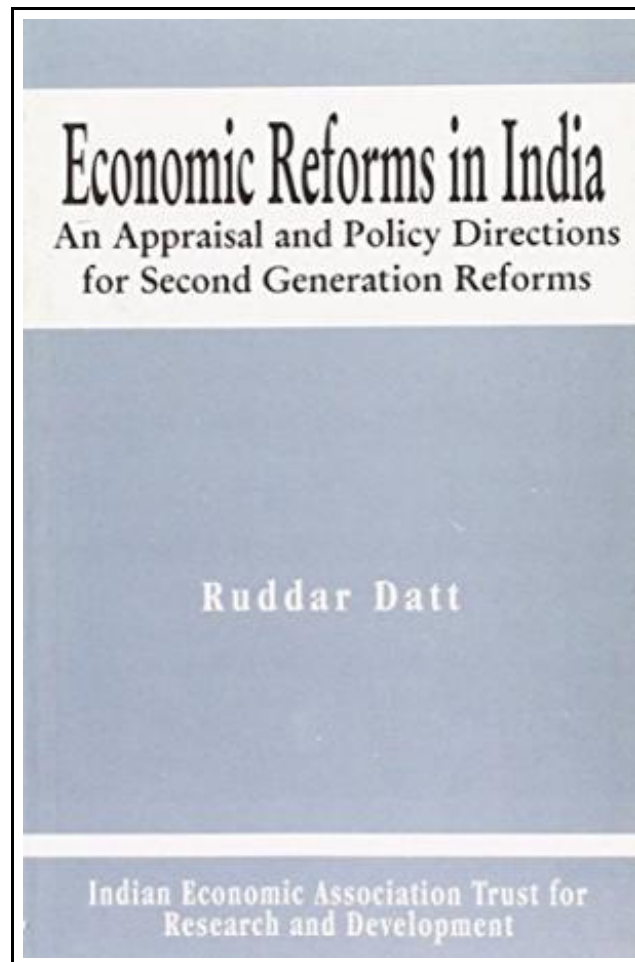 Economic Reforms in India
An Appraisal and Policy Directions
for Second Generation Reforms
Ruddar Datt
Indian Economic Association Trust for
Research and Development